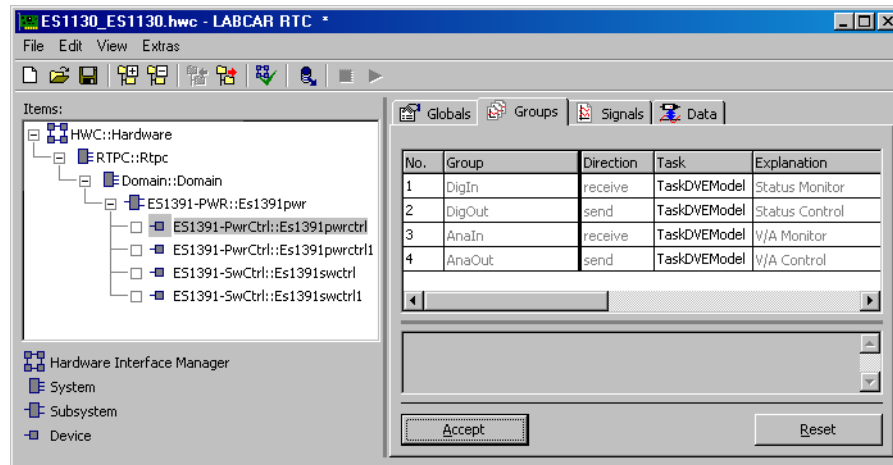 ES1130_ES1130.hwc - LABCAR RTC *
File Edit View Extras
Items:
HWC::Hardware
RTPC::Rtpc
Domain::Domain
ES1391-PWR::Es1391pwr
ES1391-PwrCtrl::Es1391pwrctrl
ES1391-PwrCtrl::Es1391pwrctrl1
ES1391-SwCtrl::Es1391swctrl
ES1391-SwCtrl::Es1391swctrl1
Hardware Interface Manager
System
Subsystem
Device
Globals Groups Signals Data
No. Group Direction Task Explanation
1 DigIn receive TaskDVEModel Status Monitor
2 DigOut send TaskDVEModel Status Control
3 AnaIn receive TaskDVEModel V/A Monitor
4 AnaOut send TaskDVEModel V/A Control
Accept Reset